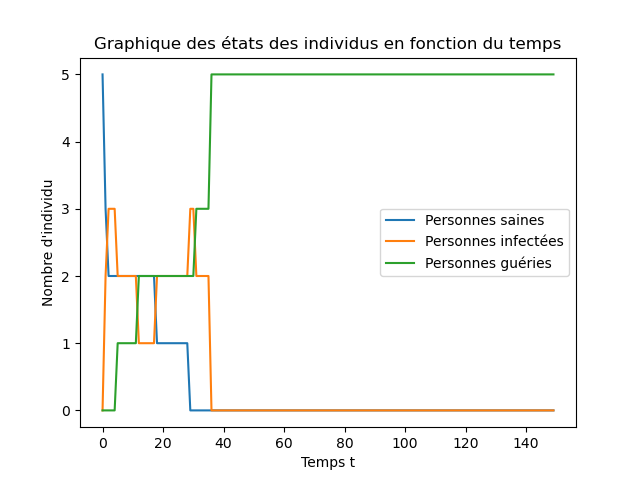 Graphique des états des individus en fonction du temps
Nombre d'individu
5
4
3
2
1
0
Personnes saines
Personnes infectées
Personnes guéries
0 20 40 60 80 100 120 140
Temps t